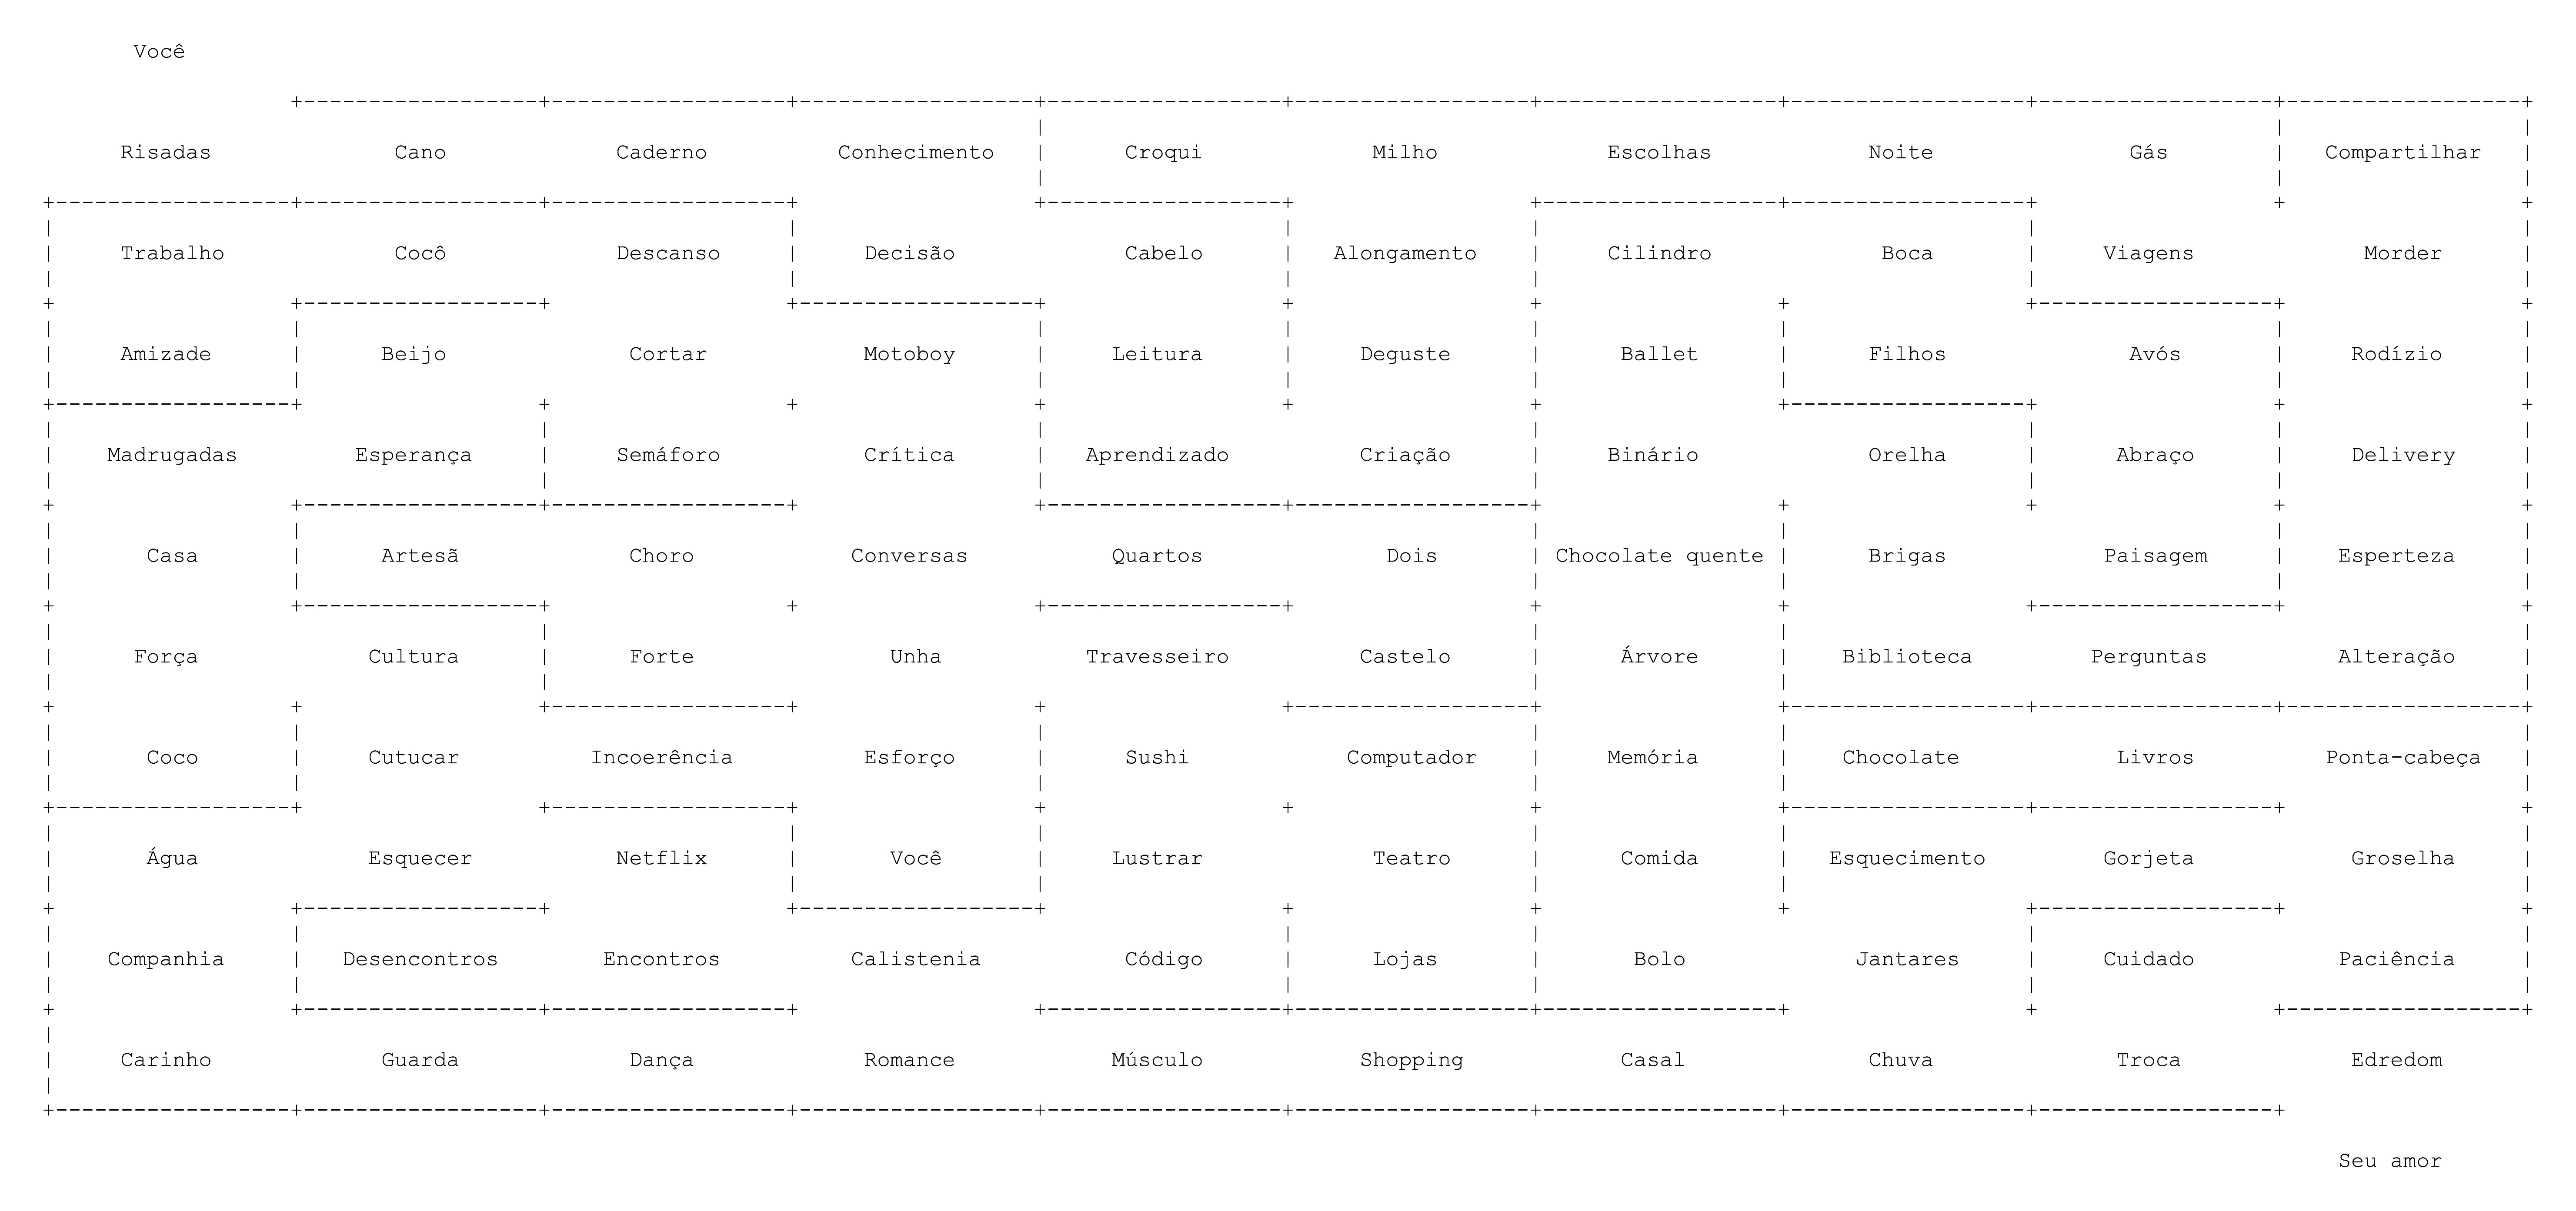 Você
Risadas Cano Caderno Conhecimento Croqui Milho Escolhas Noite Gás Compartilhar
Trabalho Cocô Descanso Decisão Cabelo Alongamento Cilindro Boca Viagens Morder
Amizade Beijo Cortar Motoboy Leitura Deguste Ballet Filhos Avós Rodízio
Madrugadas Esperança Semáforo Crítica Aprendizado Criação Binário Orelha Abraço Delivery
Casa Artesã Choro Conversas Quartos Dois Chocolate quente Brigas Paisagem Esperteza
Força Cultura Forte Unha Travesseiro Castelo Árvore Biblioteca Perguntas Alteração
Coco Cutucar Incoerência Esforço Sushi Computador Memória Chocolate Livros Ponta-cabeça
Água Esquecer Netflix Você Lustrar Teatro Comida Esquecimento Gorjeta Groselha
Companhia Desencontros Encontros Calistenia Código Lojas Bolo Jantares Cuidado Paciência
Carinho Guarda Dança Romance Músculo Shopping Casal Chuva Troca Edredom
Seu amor